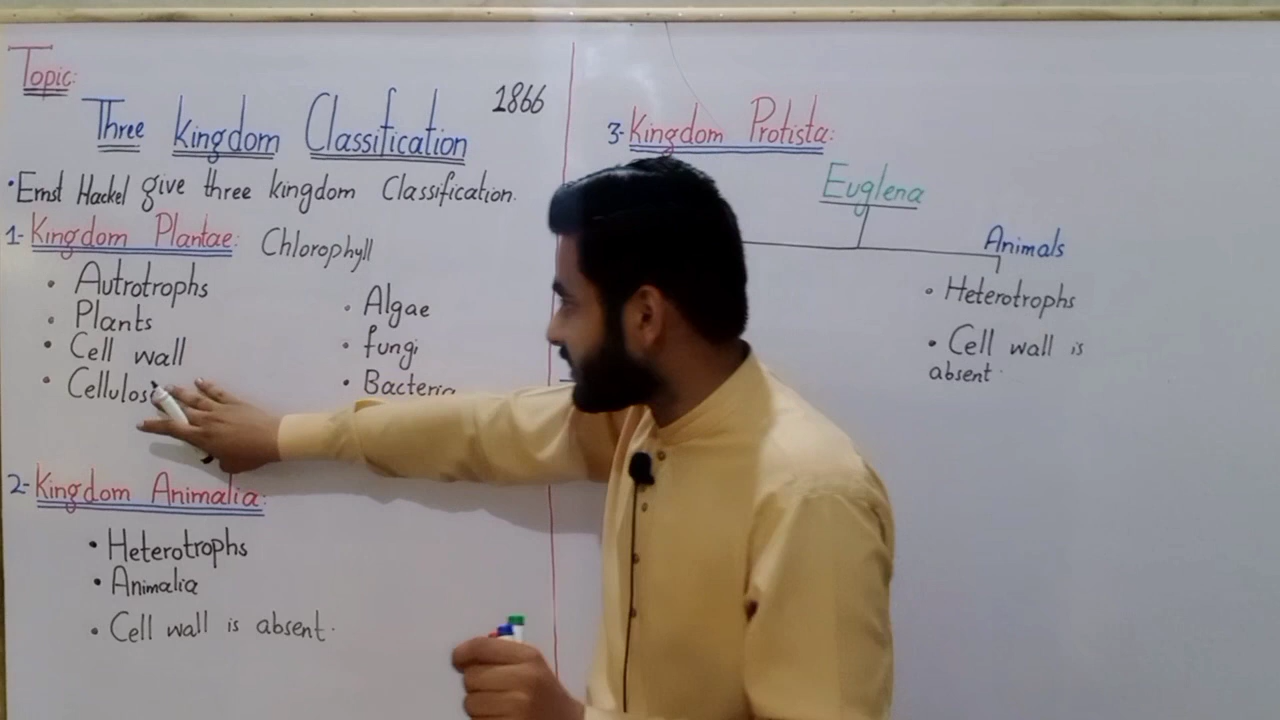 Topic:
Three Kingdom Classification
1866
• Ernst Hackel give three kingdom Classification.
1- Kingdom Plantae: Chlorophyll
• Autrotrophs
• Plants
• Cell wall
• Cellulose
• Algae
• fungi
• Bacteria
2- Kingdom Animalia:
• Heterotrophs
• Animalia
• Cell wall is absent.
3- Kingdom Protista:
Euglena
Animals
• Heterotrophs
• Cell wall is
absent.